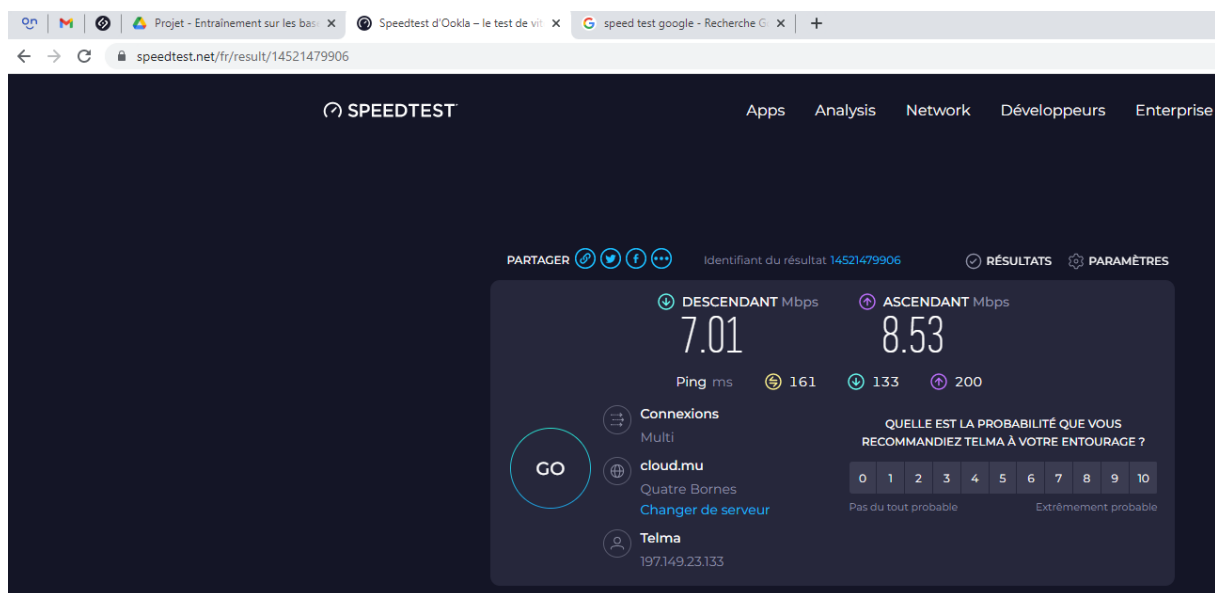 Projet - Entraînement sur les bas
Speedtest d'Ookla – le test de vit
speed test google - Recherche G
speedtest.net/fr/result/14521479906
SPEEDTEST
Apps Analysis Network Développeurs Enterprise
PARTAGER Identifiant du résultat 14521479906 RÉSULTATS PARAMÈTRES
DESCENDANT Mbps ASCENDANT Mbps
7.01 8.53
Ping ms 161 133 200
Connexions
Multi
GO
cloud.mu
Quatre Bornes
Changer de serveur
Telma
197.149.23.133
QUELLE EST LA PROBABILITÉ QUE VOUS
RECOMMANDIEZ TELMA À VOTRE ENTOURAGE ?
0 1 2 3 4 5 6 7 8 9 10
Pas du tout probable Extrêmement probable